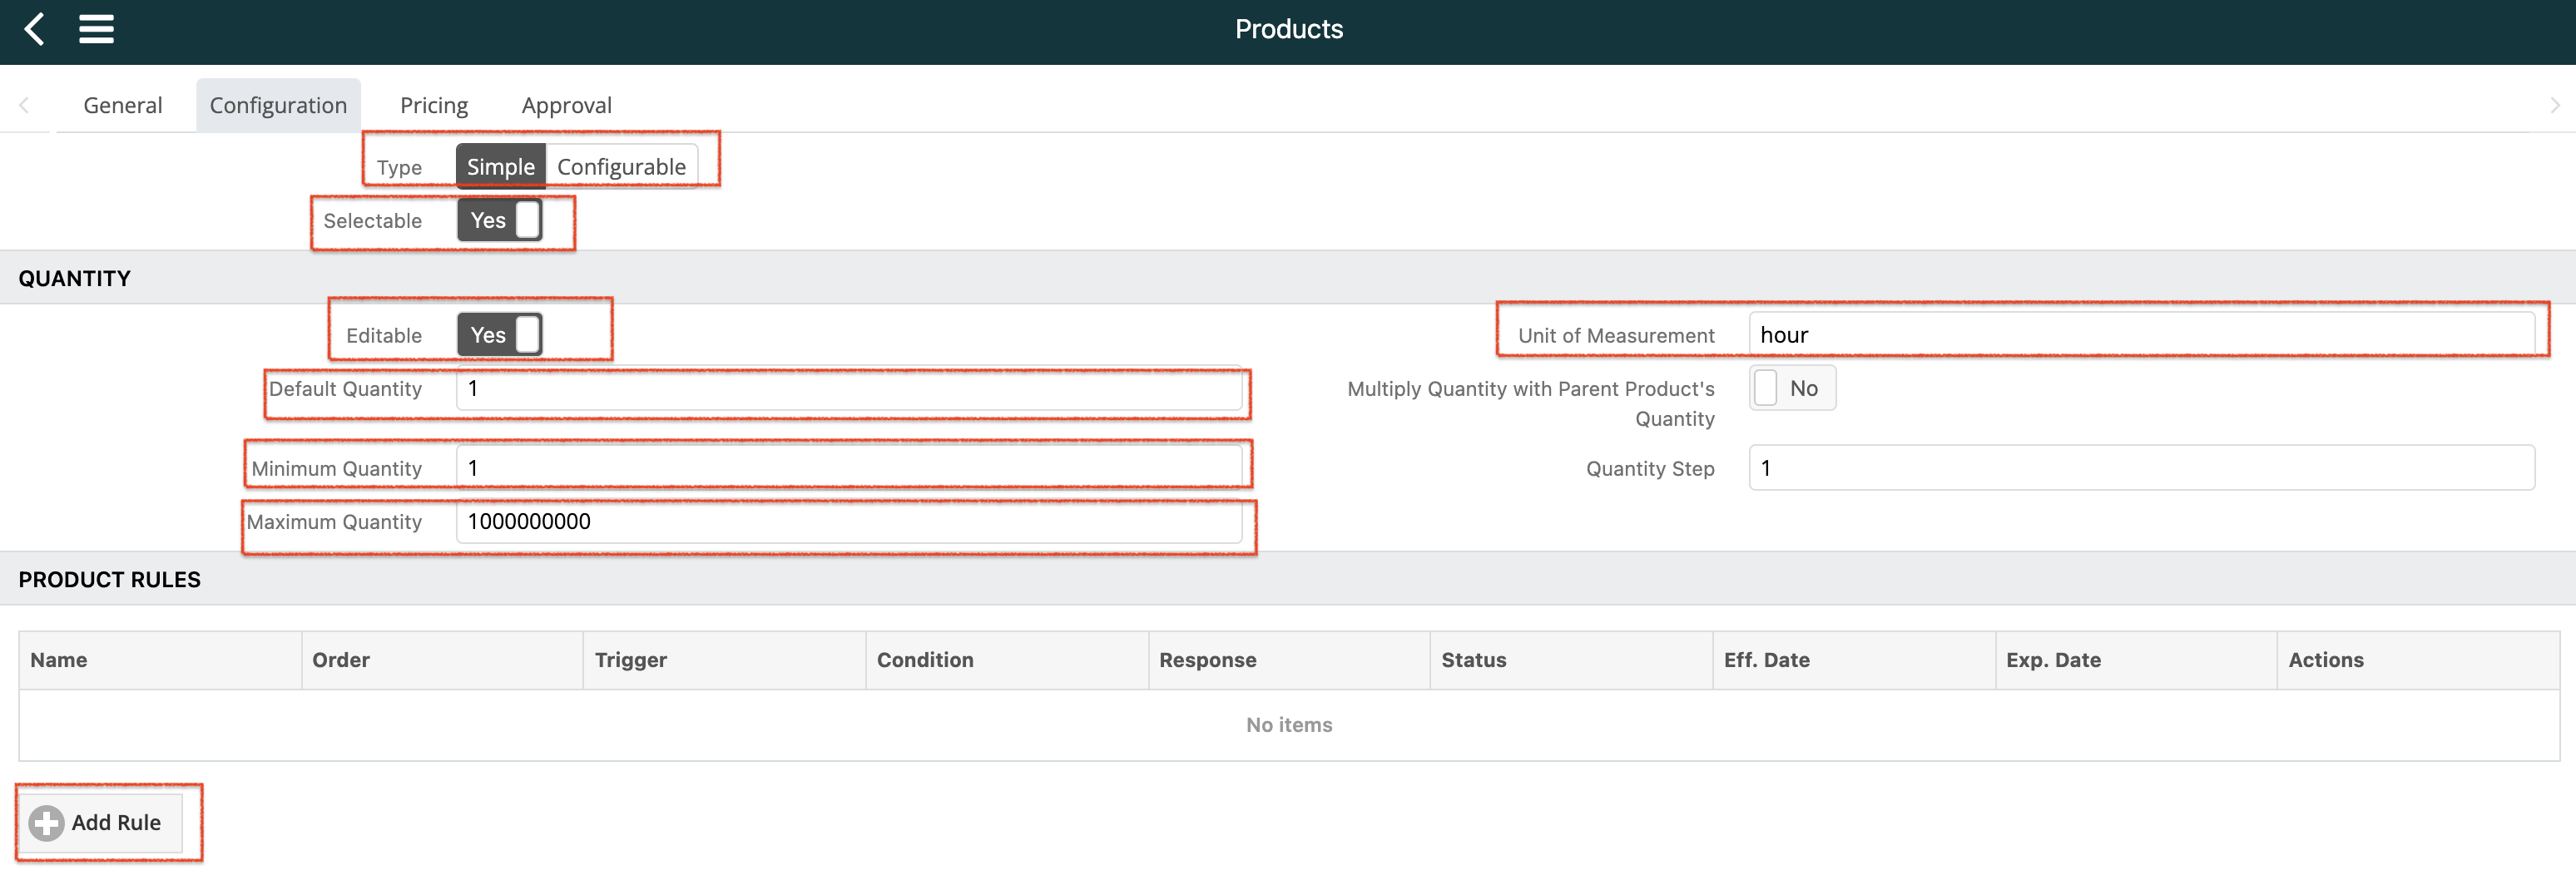 Products
General Configuration Pricing Approval
Type Simple Configurable
Selectable Yes
QUANTITY
Editable Yes Unit of Measurement hour
Default Quantity 1 Multiply Quantity with Parent Product's
Quantity No
Minimum Quantity 1 Quantity Step 1
Maximum Quantity 1000000000
PRODUCT RULES
Name Order Trigger Condition Response Status Eff. Date Exp. Date Actions
No items
Add Rule